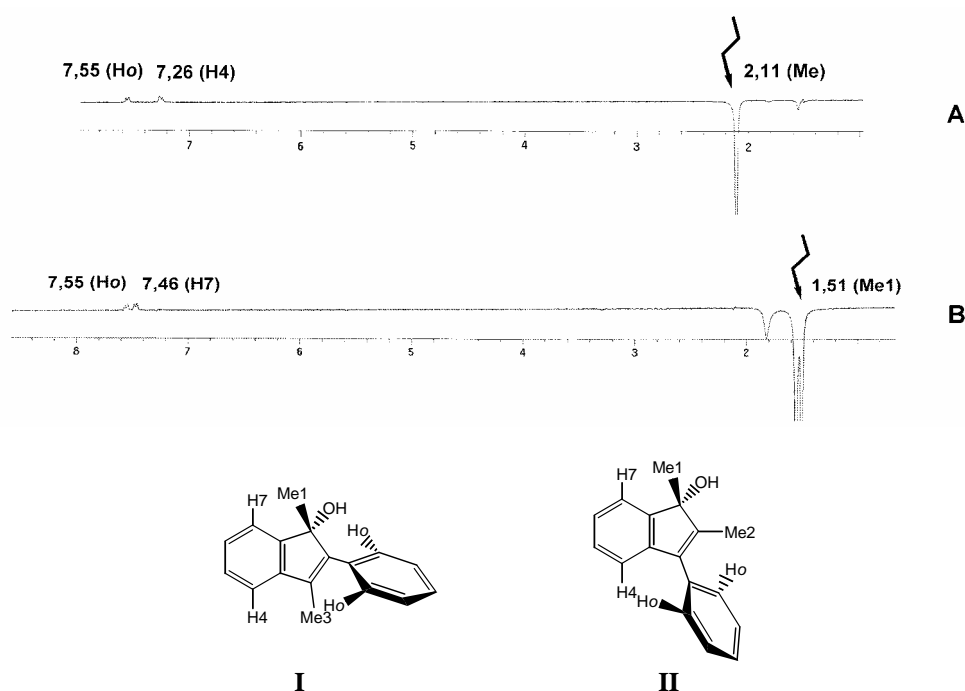 7,55 (Ho) 7,26 (H4) 2,11 (Me)
A
7 6 5 4 3 2
7,55 (Ho) 7,46 (H7) 1,51 (Me1)
B
8 7 6 5 4 3 2
H7 Me1 OH Ho
H4 Me3 Ho
I
H7 Me1 OH
Me2
H4 Ho Ho
II